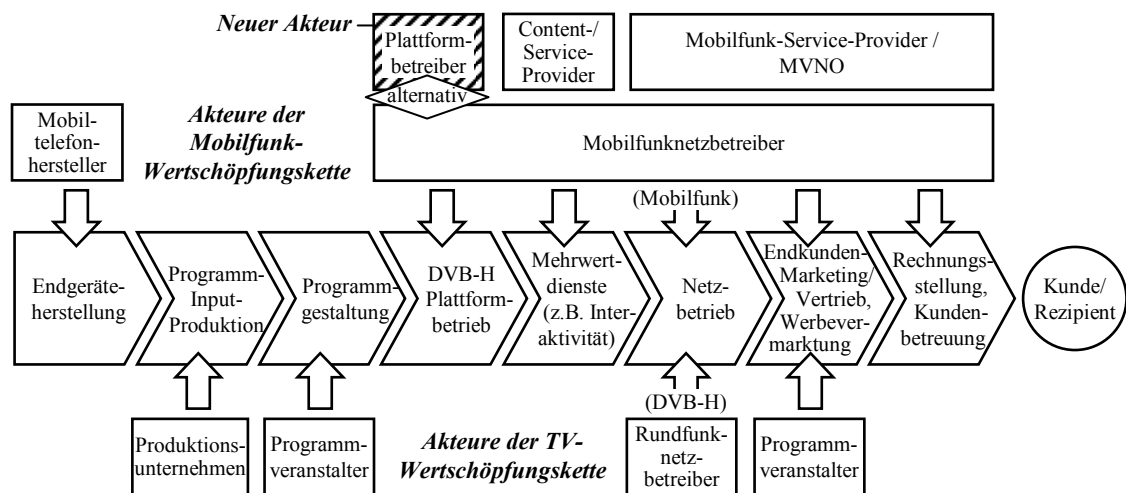 Neuer Akteur
Plattform-
betreiber
alternativ
Content-/
Service-
Provider
Mobilfunk-Service-Provider /
MVNO
Mobil-
telefon-
hersteller
Akteure der
Mobilfunk-
Wertschöpfungskette
Mobilfunknetzbetreiber
(Mobilfunk)
Endgeräte-
herstellung
Programm-
Input-
Produktion
Programm-
gestaltung
DVB-H
Plattform-
betrieb
Mehrwert-
dienste
(z.B. Inter-
aktivität)
Netz-
betrieb
Endkunden-
Marketing/
Vertrieb,
Werbever-
marktung
Rechnungs-
stellung,
Kunden-
betreuung
Kunde/
Rezipient
(DVB-H)
Produktions-
unternehmen
Programm-
veranstalter
Akteure der TV-
Wertschöpfungskette
Rundfunk-
netz-
betreiber
Programm-
veranstalter